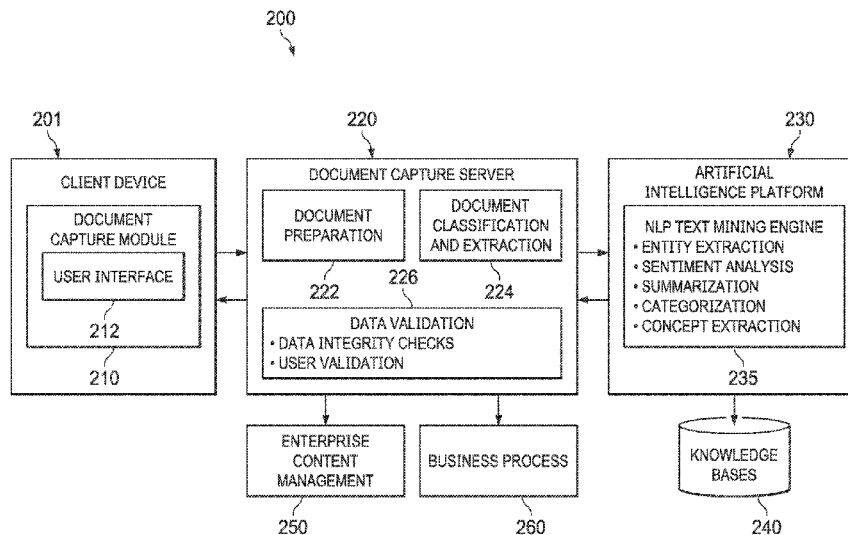 200
201
220
230
CLIENT DEVICE
DOCUMENT
CAPTURE MODULE
USER INTERFACE
212
210
DOCUMENT CAPTURE SERVER
DOCUMENT
PREPARATION
222
DOCUMENT
CLASSIFICATION
AND EXTRACTION
224
226
DATA VALIDATION
• DATA INTEGRITY CHECKS
• USER VALIDATION
ARTIFICIAL
INTELLIGENCE PLATFORM
NLP TEXT MINING ENGINE
• ENTITY EXTRACTION
• SENTIMENT ANALYSIS
• SUMMARIZATION
• CATEGORIZATION
• CONCEPT EXTRACTION
235
ENTERPRISE
CONTENT
MANAGEMENT
250
BUSINESS PROCESS
260
KNOWLEDGE
BASES
240